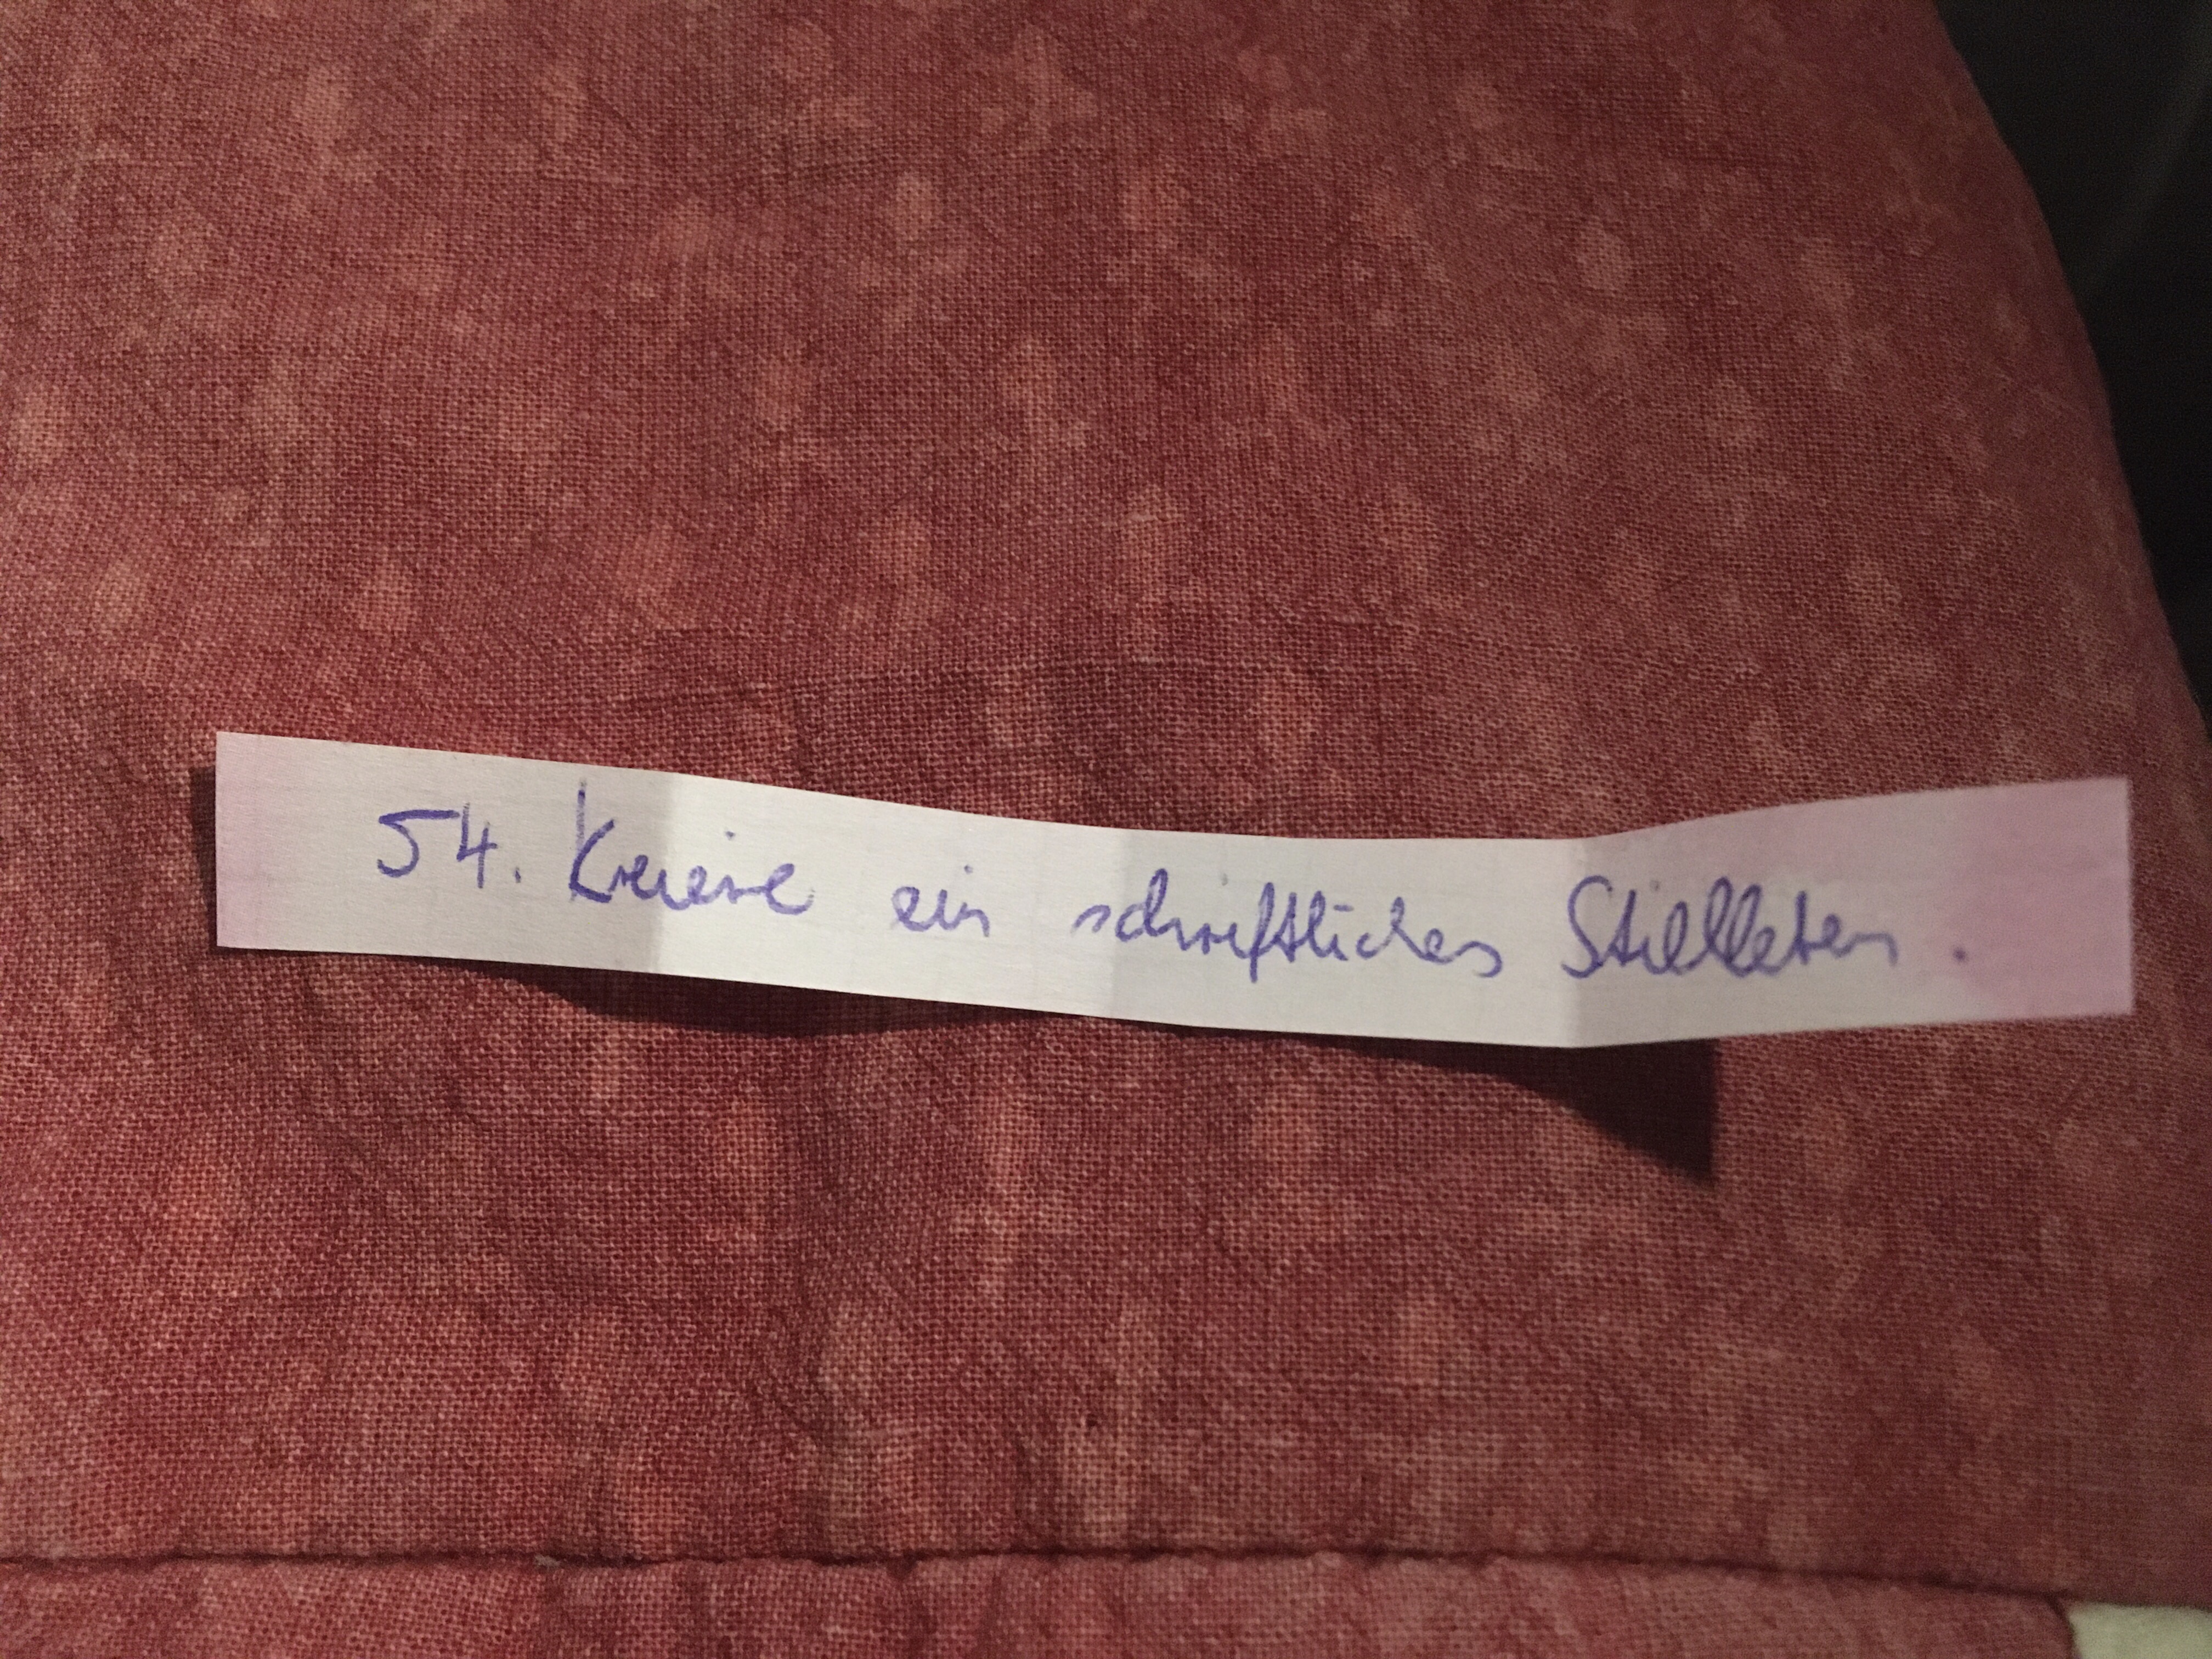 54. Kreiere ein schriftliches Stillleben.